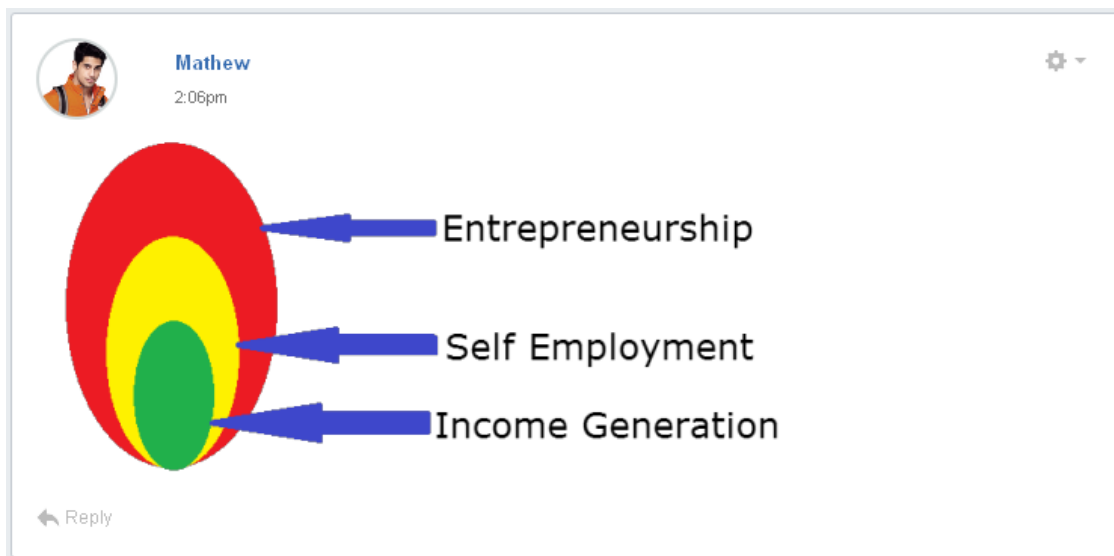 Mathew
2:06pm
Entrepreneurship
Self Employment
Income Generation
Reply